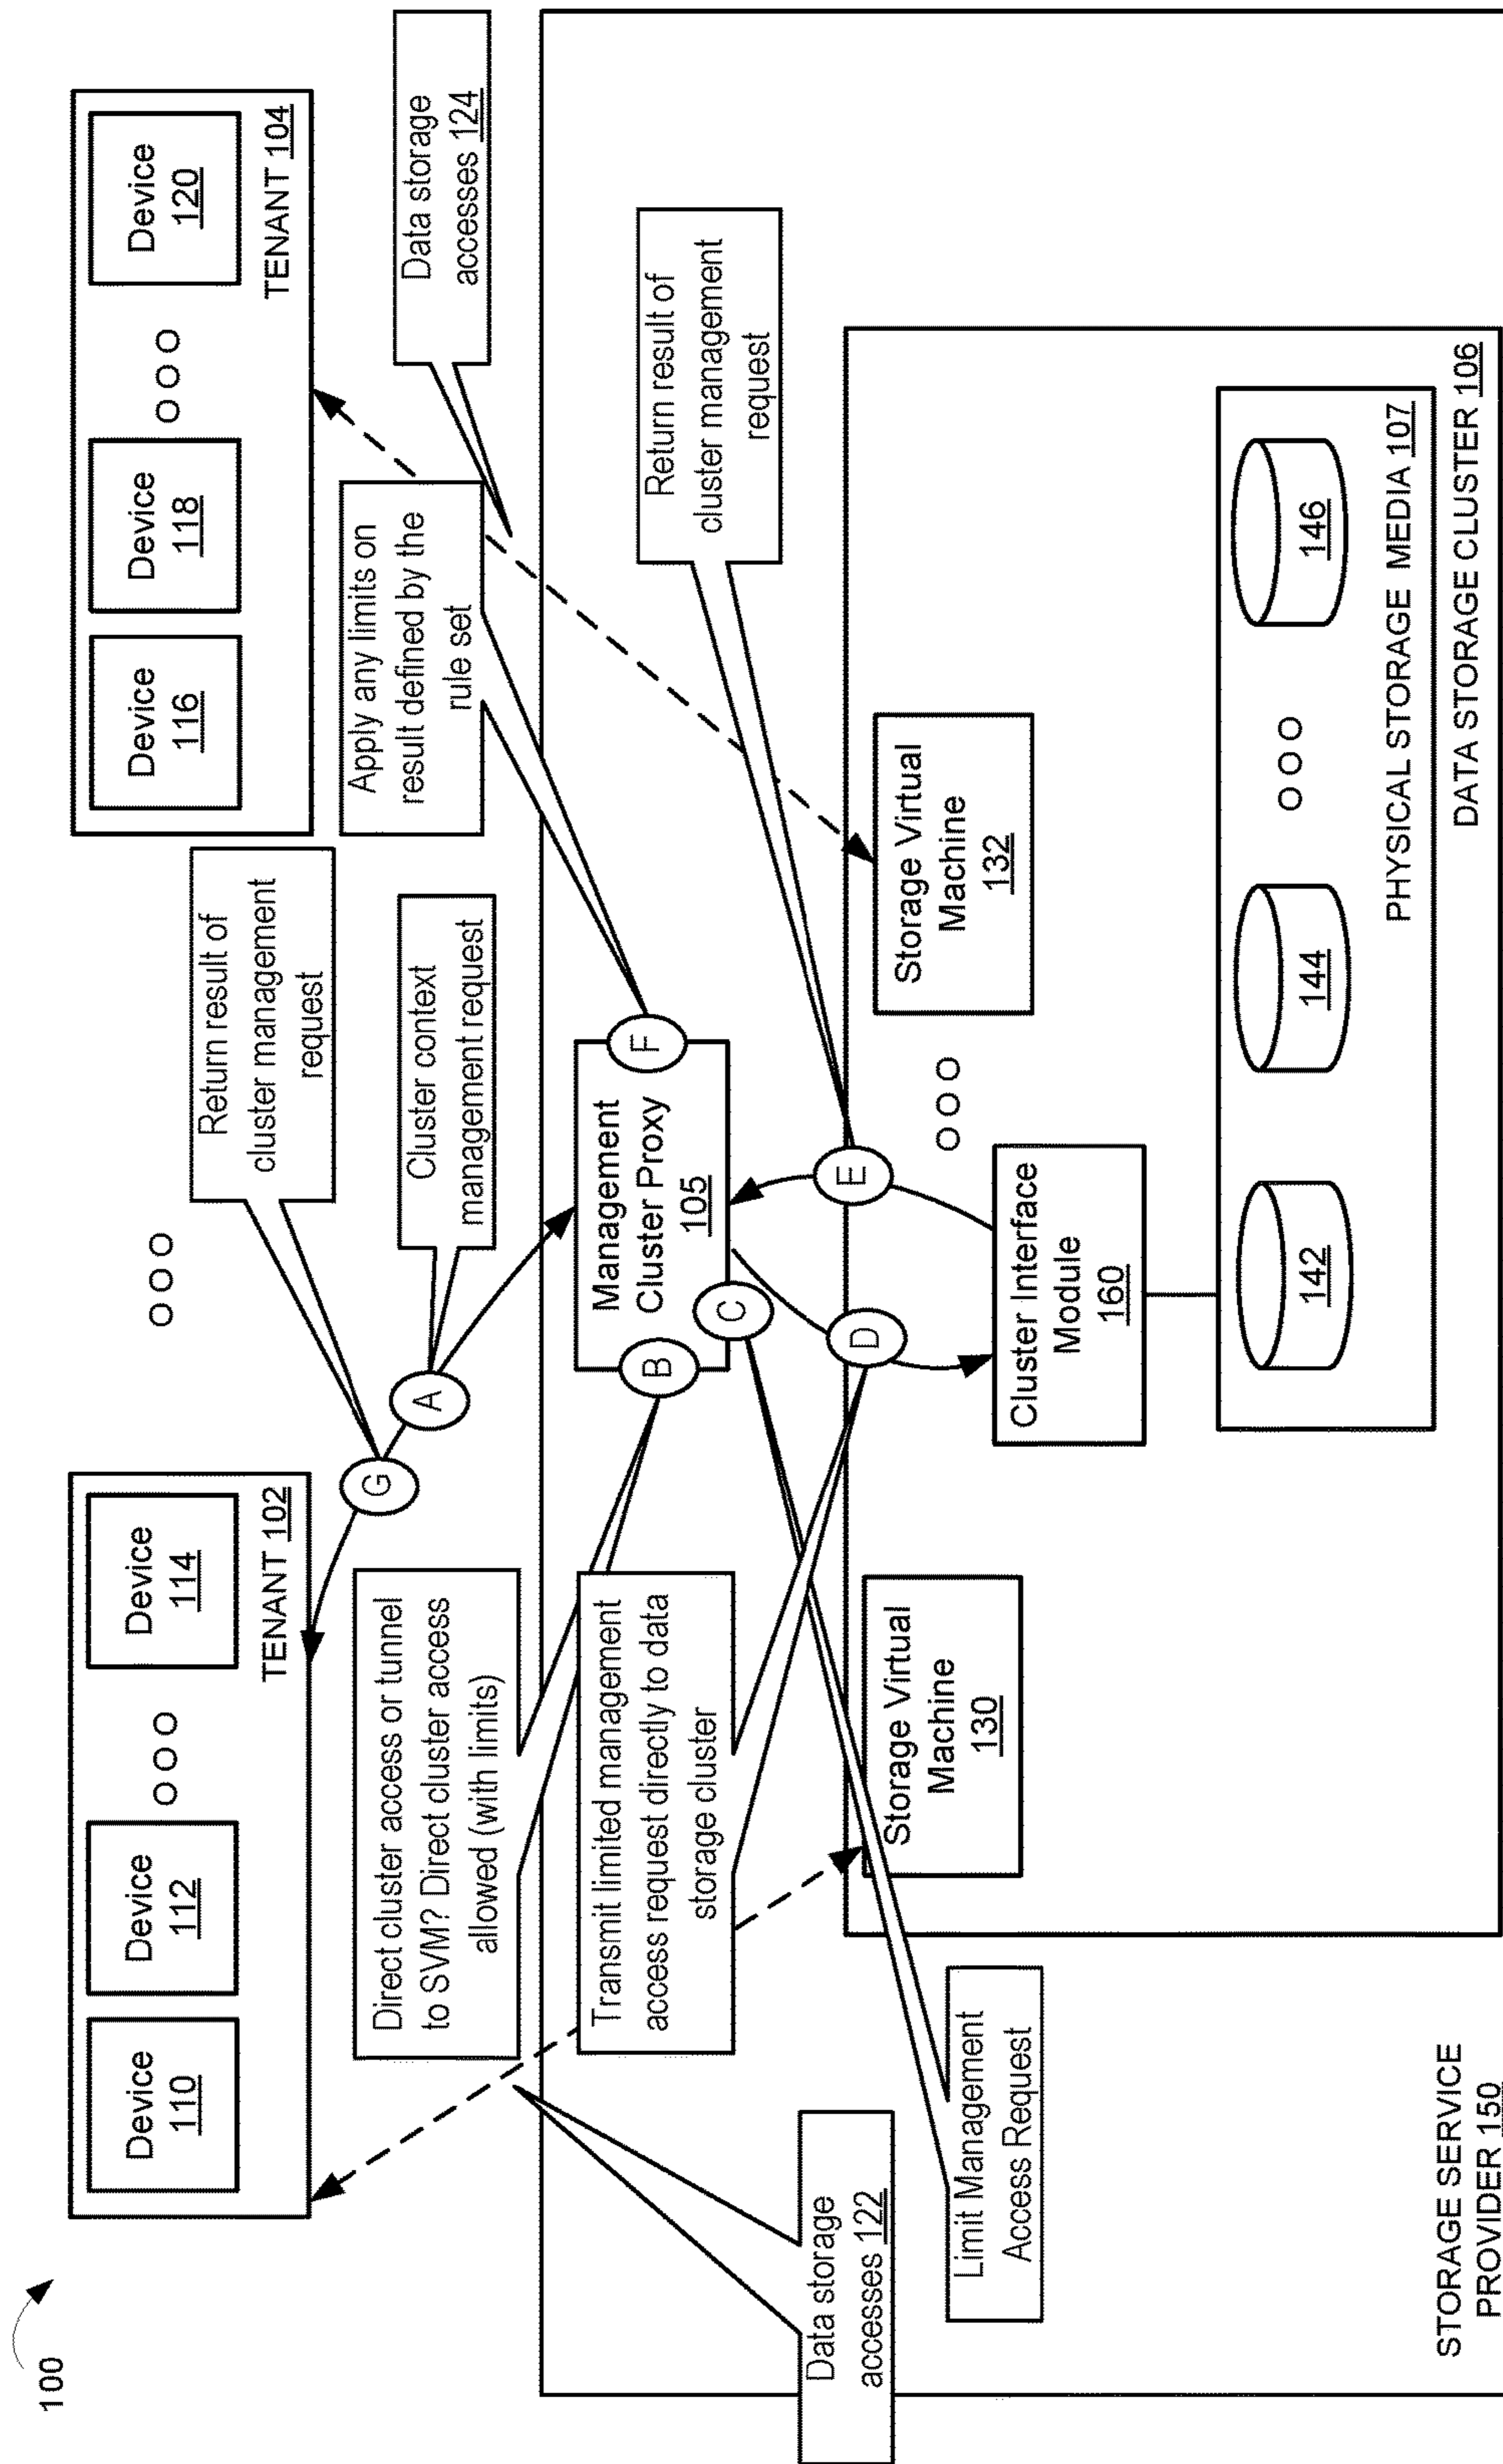 100
Device
110
Device
112
OOO
Device
114
TENANT 102
OOO
Device
116
Device
118
OOO
Device
120
TENANT 104
Return result of
cluster management
request
Cluster context
management request
Data storage
accesses 124
Apply any limits on
result defined by the
rule set
G
A
Direct cluster access or tunnel
to SVM? Direct cluster access
allowed (with limits)
Management
Cluster Proxy
105
B
C
F
Return result of
cluster management
request
Transmit limited management
access request directly to data
storage cluster
Data storage
accesses 122
D
E
Limit Management
Access Request
Storage Virtual
Machine
130
OOO
Storage Virtual
Machine
132
Cluster Interface
Module
160
142
144
OOO
146
PHYSICAL STORAGE MEDIA 107
DATA STORAGE CLUSTER 106
STORAGE SERVICE
PROVIDER 150